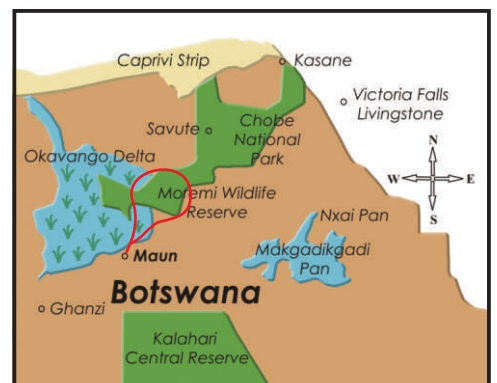 Caprivi Strip
Kasane
Victoria Falls
Livingstone
Savute
Chobe
National
Park
Okavango Delta
N
W
E
S
Moremi Wildlife
Reserve
Nxai Pan
Makgadikgadi
Pan
Maun
Botswana
Ghanzi
Kalahari
Central Reserve